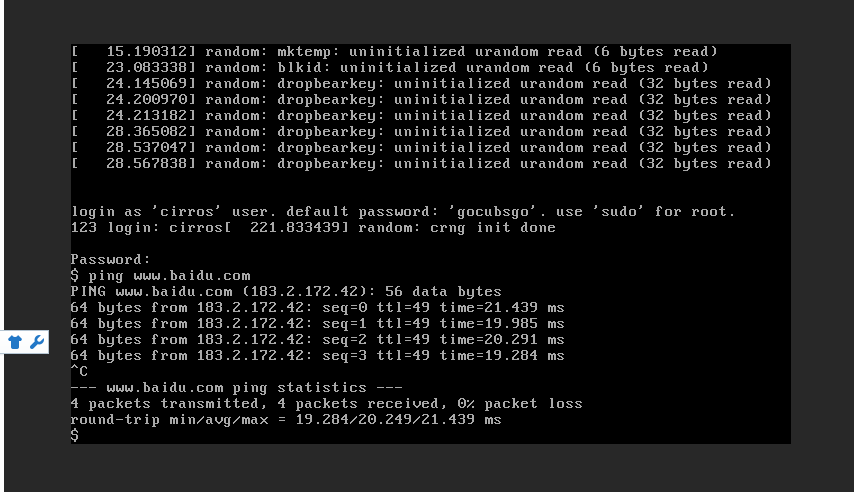 [   15.190312] random: mktemp: uninitialized urandom read (6 bytes read)
[   23.083338] random: blkid: uninitialized urandom read (6 bytes read)
[   24.145069] random: dropbearkey: uninitialized urandom read (32 bytes read)
[   24.200970] random: dropbearkey: uninitialized urandom read (32 bytes read)
[   24.213182] random: dropbearkey: uninitialized urandom read (32 bytes read)
[   28.365082] random: dropbearkey: uninitialized urandom read (32 bytes read)
[   28.537047] random: dropbearkey: uninitialized urandom read (32 bytes read)
[   28.567838] random: dropbearkey: uninitialized urandom read (32 bytes read)
login as 'cirros' user. default password: 'gocubsgo'. use 'sudo' for root.
123 login: cirros[  221.833439] random: crng init done
Password:
$ ping www.baidu.com
PING www.baidu.com (183.2.172.42): 56 data bytes
64 bytes from 183.2.172.42: seq=0 ttl=49 time=21.439 ms
64 bytes from 183.2.172.42: seq=1 ttl=49 time=19.985 ms
64 bytes from 183.2.172.42: seq=2 ttl=49 time=20.291 ms
64 bytes from 183.2.172.42: seq=3 ttl=49 time=19.284 ms
^C
--- www.baidu.com ping statistics ---
4 packets transmitted, 4 packets received, 0% packet loss
round-trip min/avg/max = 19.284/20.249/21.439 ms
$